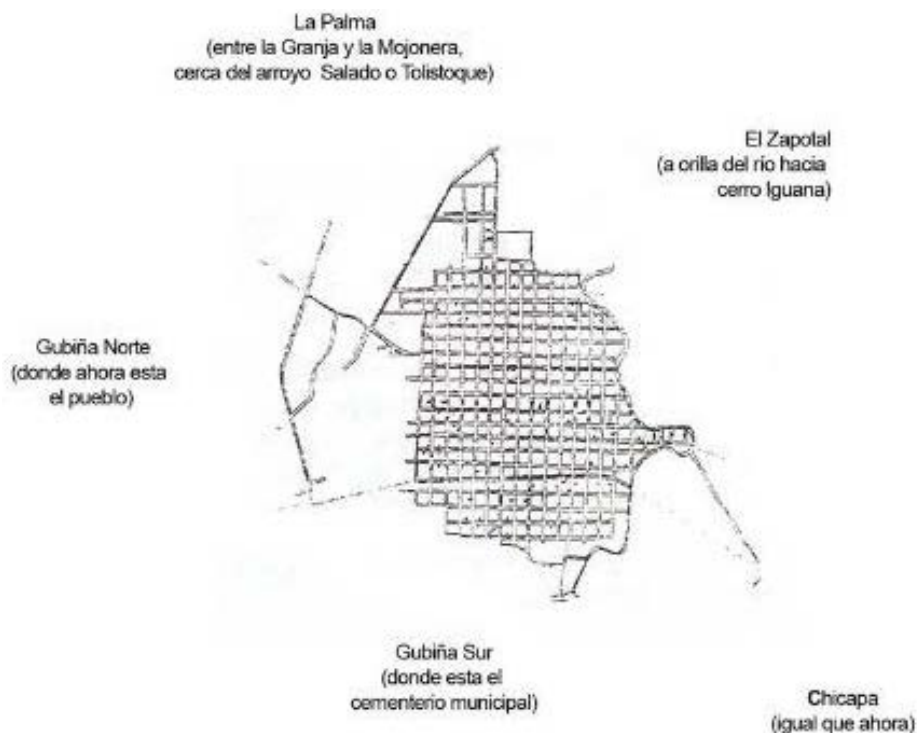 La Palma
(entre la Granja y la Mojonera,
cerca del arroyo Salado o Tolistoque)
El Zapotal
(a orilla del río hacia
cerro Iguana)
Gubiña Norte
(donde ahora esta
el pueblo)
Gubiña Sur
(donde esta el
cementerio municipal)
Chicapa
(igual que ahora)